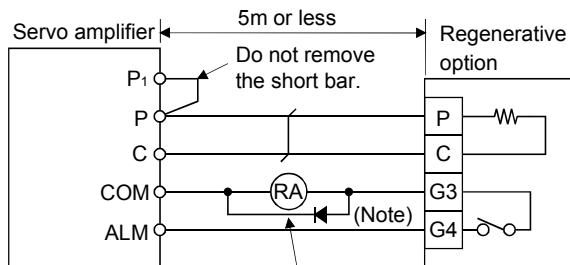 5m or less
Servo amplifier
Regenerative
option
Do not remove
the short bar.
P1
P
P
C
C
COM
RA
G3
(Note)
ALM
G4